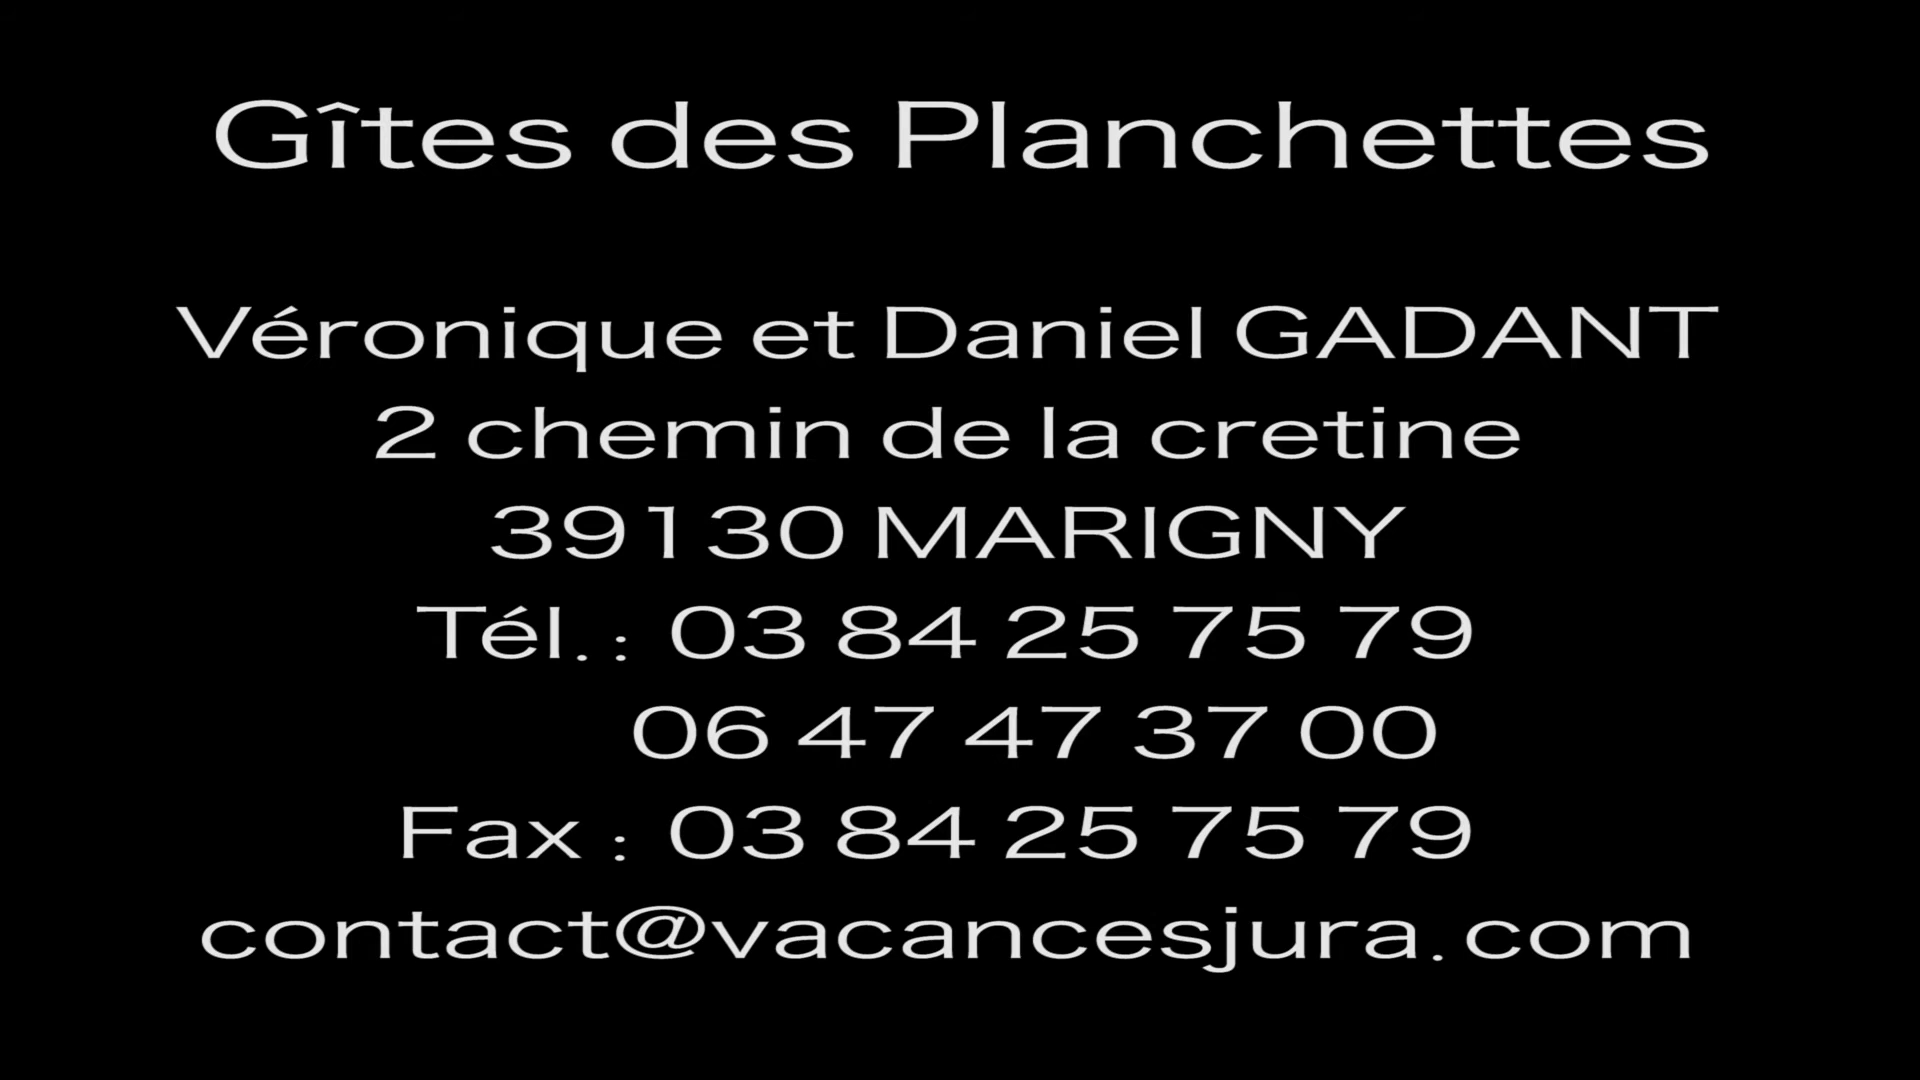 Gîtes des Planchettes
Véronique et Daniel GADANT
2 chemin de la cretine
39130 MARIGNY
Tél. : 03 84 25 75 79
06 47 47 37 00
Fax : 03 84 25 75 79
contact@vacancesjura.com